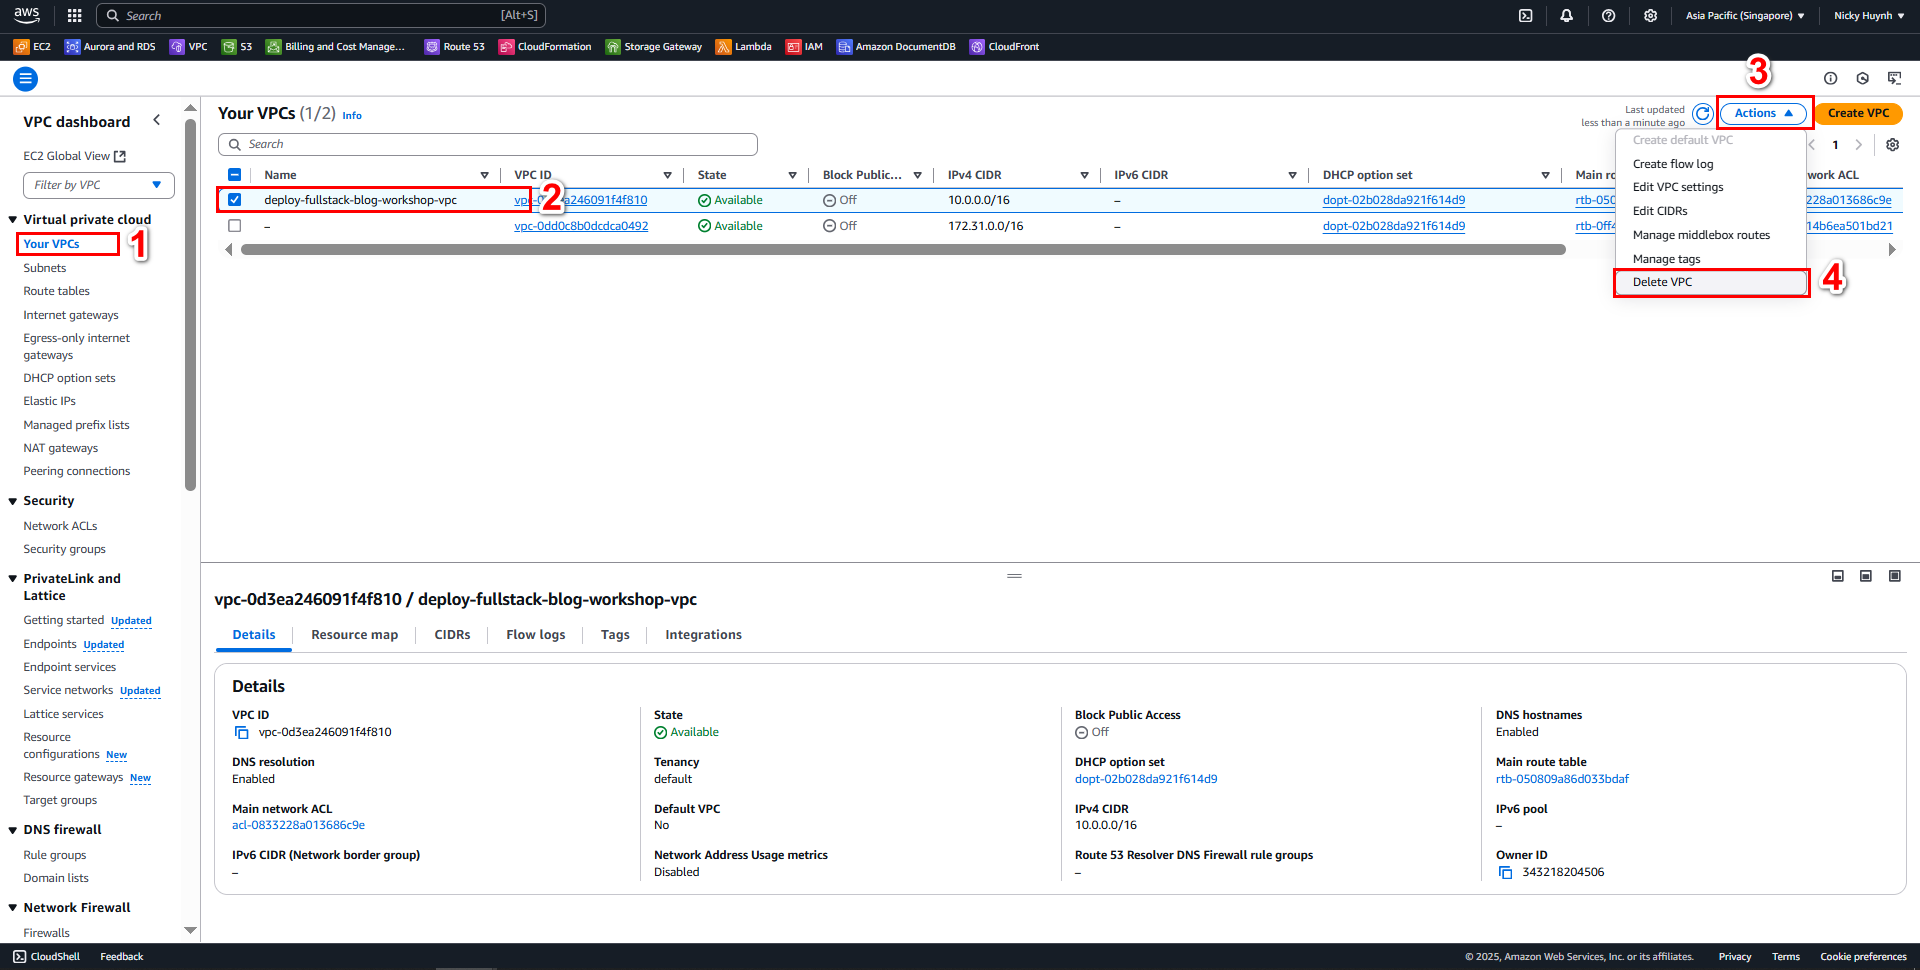 aws
Search [Alt+S]
Asia Pacific (Singapore)
Nicky Huynh
EC2
Aurora and RDS
VPC
S3
Billing and Cost Manage...
Route 53
CloudFormation
Storage Gateway
Lambda
IAM
Amazon DocumentDB
CloudFront
VPC dashboard
EC2 Global View
Filter by VPC
Virtual private cloud
Your VPCs
1
Subnets
Route tables
Internet gateways
Egress-only internet
gateways
DHCP option sets
Elastic IPs
Managed prefix lists
NAT gateways
Peering connections
Security
Network ACLs
Security groups
PrivateLink and
Lattice
Getting started Updated
Endpoints Updated
Endpoint services
Service networks Updated
Lattice services
Resource
configurations New
Resource gateways New
Target groups
DNS firewall
Rule groups
Domain lists
Network Firewall
Firewalls
Your VPCs (1/2) Info
Last updated
less than a minute ago
3
Actions
Create VPC
Search
1
Name VPC ID State Block Public... IPv4 CIDR IPv6 CIDR DHCP option set Main ro work ACL
deploy-fullstack-blog-workshop-vpc vpc- 2 a246091f4f810 Available Off 10.0.0.0/16 – dopt-02b028da921f614d9 rtb-050 228a013686c9e
– vpc-0dd0c8b0dcdca0492 Available Off 172.31.0.0/16 – dopt-02b028da921f614d9 rtb-0ff4 14b6ea501bd21
Create default VPC
Create flow log
Edit VPC settings
Edit CIDRs
Manage middlebox routes
Manage tags
Delete VPC
4
vpc-0d3ea246091f4f810 / deploy-fullstack-blog-workshop-vpc
Details Resource map CIDRs Flow logs Tags Integrations
Details
VPC ID
vpc-0d3ea246091f4f810
State
Available
Block Public Access
Off
DNS hostnames
Enabled
DNS resolution
Enabled
Tenancy
default
DHCP option set
dopt-02b028da921f614d9
Main route table
rtb-050809a86d033bdaf
Main network ACL
acl-0833228a013686c9e
Default VPC
No
IPv4 CIDR
10.0.0.0/16
IPv6 pool
–
IPv6 CIDR (Network border group)
–
Network Address Usage metrics
Disabled
Route 53 Resolver DNS Firewall rule groups
–
Owner ID
343218204506
CloudShell
Feedback
© 2025, Amazon Web Services, Inc. or its affiliates.
Privacy
Terms
Cookie preferences